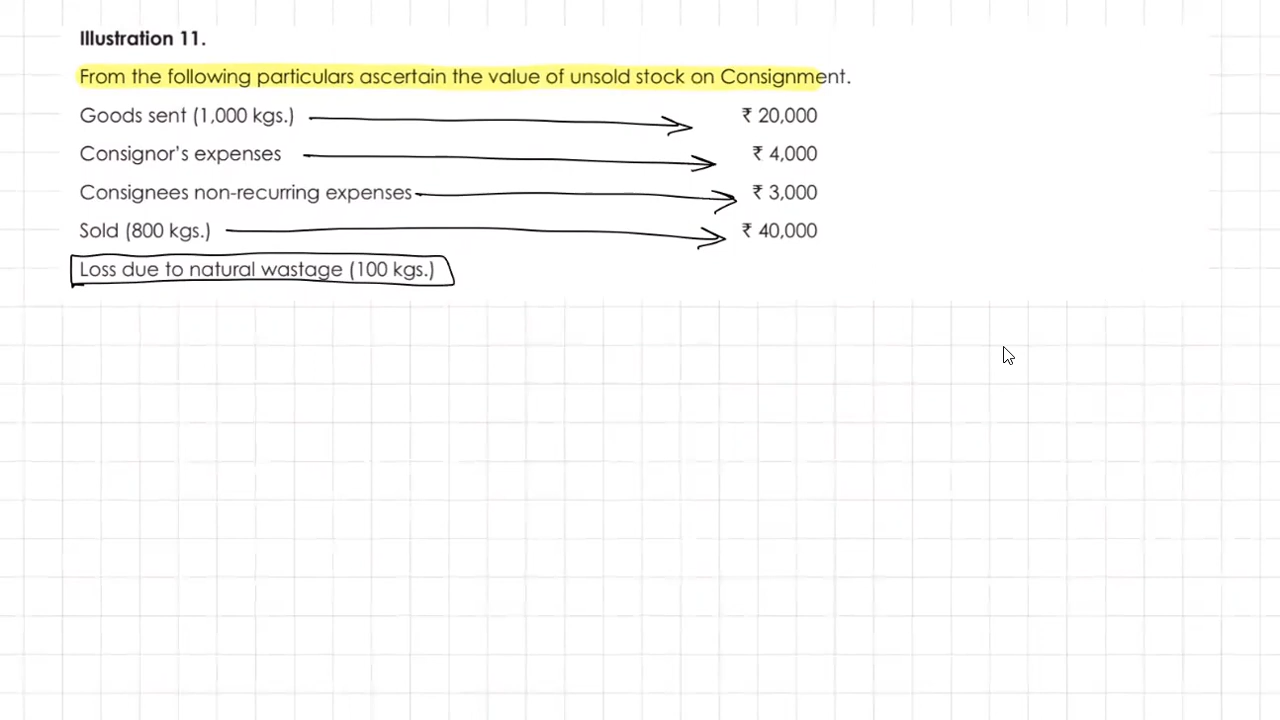 Illustration 11.
From the following particulars ascertain the value of unsold stock on Consignment.
Goods sent (1,000 kgs.) ₹ 20,000
Consignor's expenses ₹ 4,000
Consignees non-recurring expenses ₹ 3,000
Sold (800 kgs.) ₹ 40,000
Loss due to natural wastage (100 kgs.)